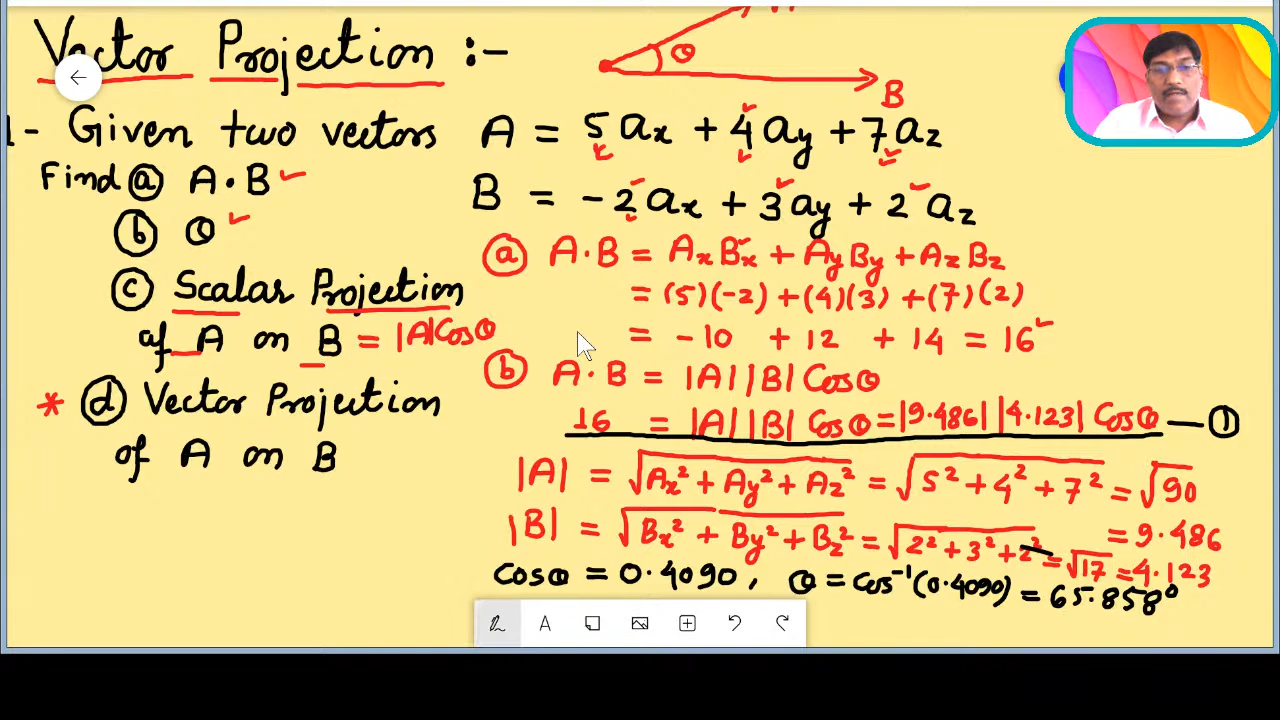 Vector Projection :-
θ
B
Given two vectors A = 5ax + 4ay + 7az
Find ⓐ A·B
B = -2ax + 3ay + 2az
ⓑ θ
ⓒ Scalar Projection
of A on B = |A|Cosθ
* ⓓ Vector Projection
of A on B
ⓐ A·B = AxBx + AyBy + AzBz
= (5)(-2) + (4)(3) + (7)(2)
= -10 + 12 + 14 = 16
ⓑ A·B = |A||B| Cosθ
16 = |A||B| Cosθ = |9.486||4.123| Cosθ — ①
|A| = √Ax² + Ay² + Az² = √5² + 4² + 7² = √90
= 9.486
|B| = √Bx² + By² + Bz² = √2² + 3² + 2² = √17 = 4.123
Cosθ = 0.4090, θ = Cos⁻¹(0.4090) = 65.858°
A